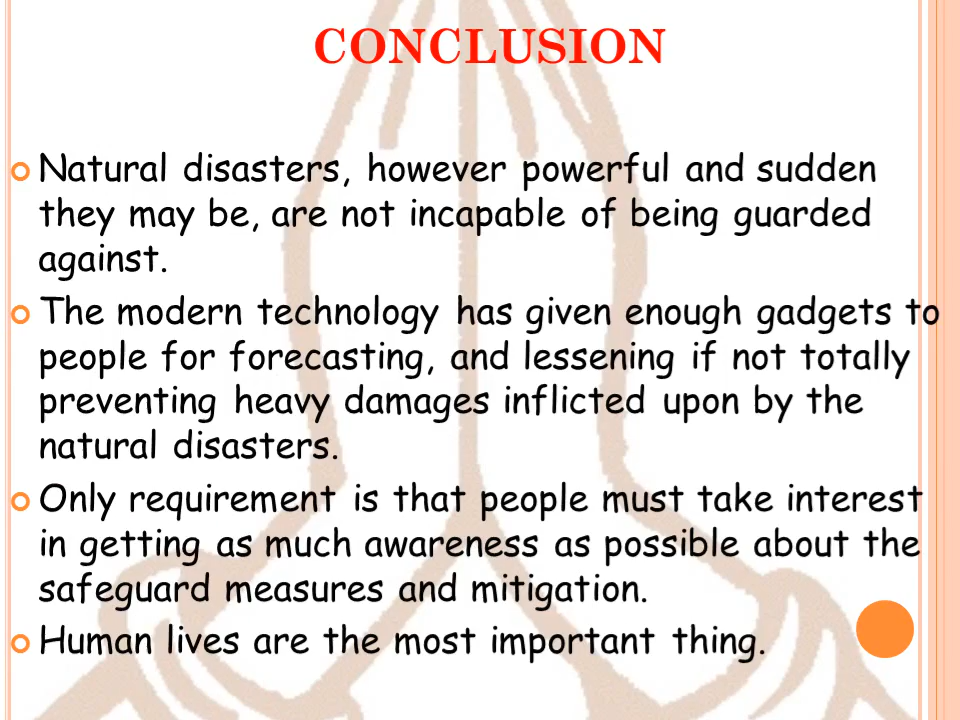 CONCLUSION
Natural disasters, however powerful and sudden
they may be, are not incapable of being guarded
against.
The modern technology has given enough gadgets to
people for forecasting, and lessening if not totally
preventing heavy damages inflicted upon by the
natural disasters.
Only requirement is that people must take interest
in getting as much awareness as possible about the
safeguard measures and mitigation.
Human lives are the most important thing.